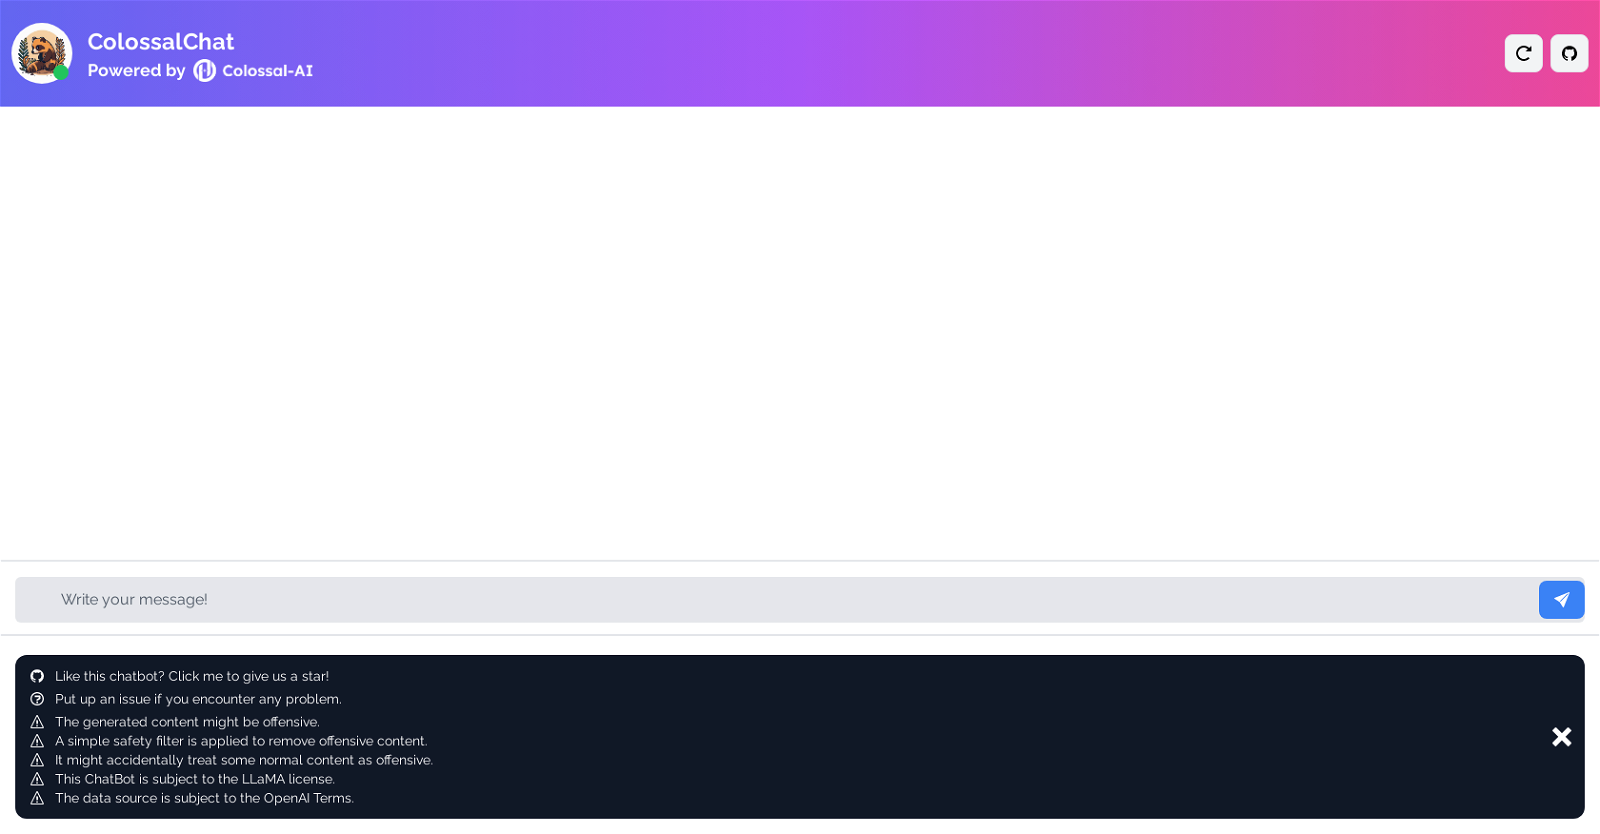 ColossalChat
Powered by Colossal-AI
Write your message!
Like this chatbot? Click me to give us a star!
Put up an issue if you encounter any problem.
The generated content might be offensive.
A simple safety filter is applied to remove offensive content.
It might accidentally treat some normal content as offensive.
This ChatBot is subject to the LLaMA license.
The data source is subject to the OpenAI Terms.